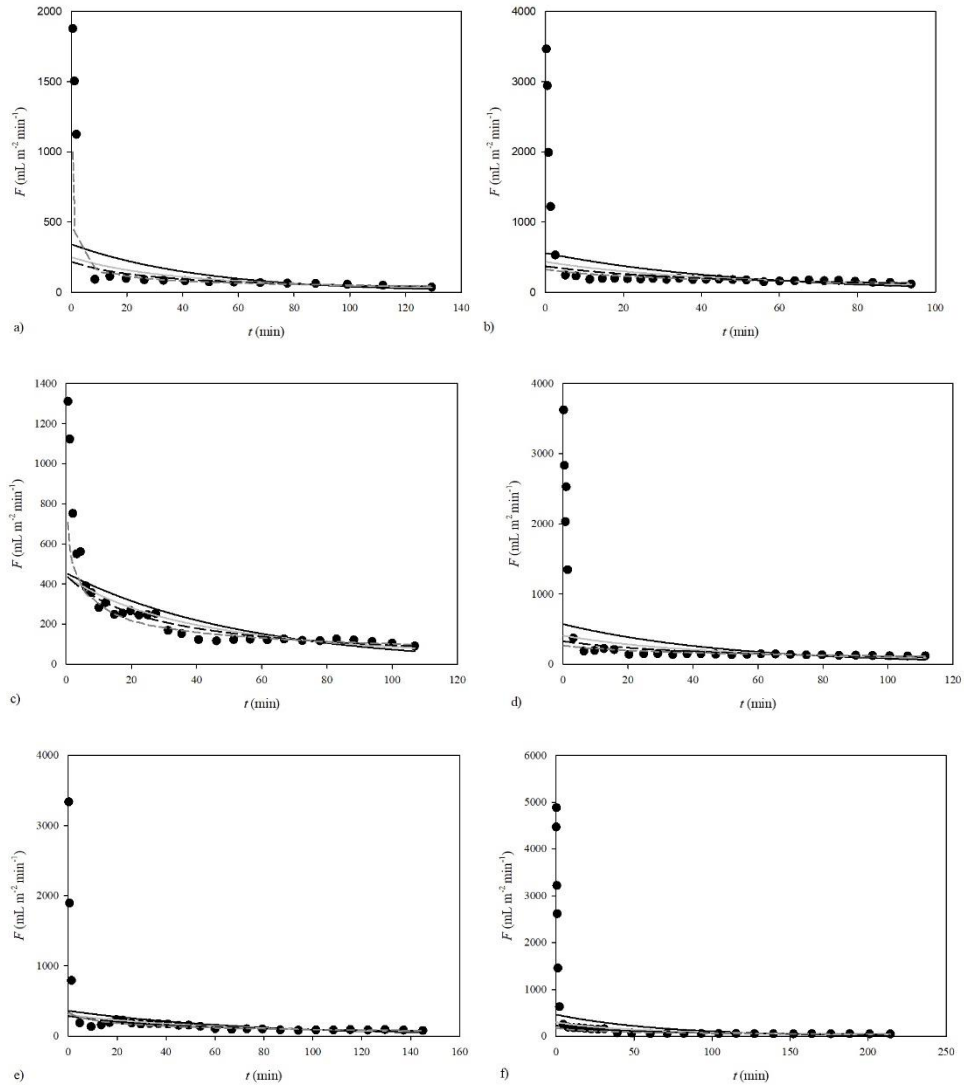 2000
1500
1000
500
0
F (mL m-2 min-1)
0 20 40 60 80 100 120 140
t (min)
a)
4000
3000
2000
1000
0
F (mL m-2 min-1)
0 20 40 60 80 100
t (min)
b)
1400
1200
1000
800
600
400
200
0
F (mL m-2 min-1)
0 20 40 60 80 100 120
t (min)
c)
4000
3000
2000
1000
0
F (mL m2 min-1)
0 20 40 60 80 100 120
t (min)
d)
4000
3000
2000
1000
0
F (mL m-2 min-1)
0 20 40 60 80 100 120 140 160
t (min)
e)
6000
5000
4000
3000
2000
1000
0
F (mL m-2 min-1)
0 50 100 150 200 250
t (min)
f)